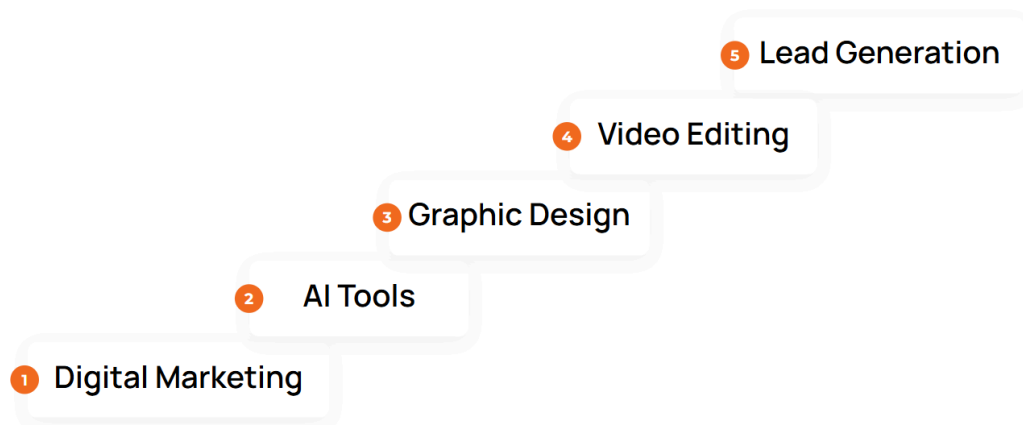 5 Lead Generation
4 Video Editing
3 Graphic Design
2 AI Tools
1 Digital Marketing